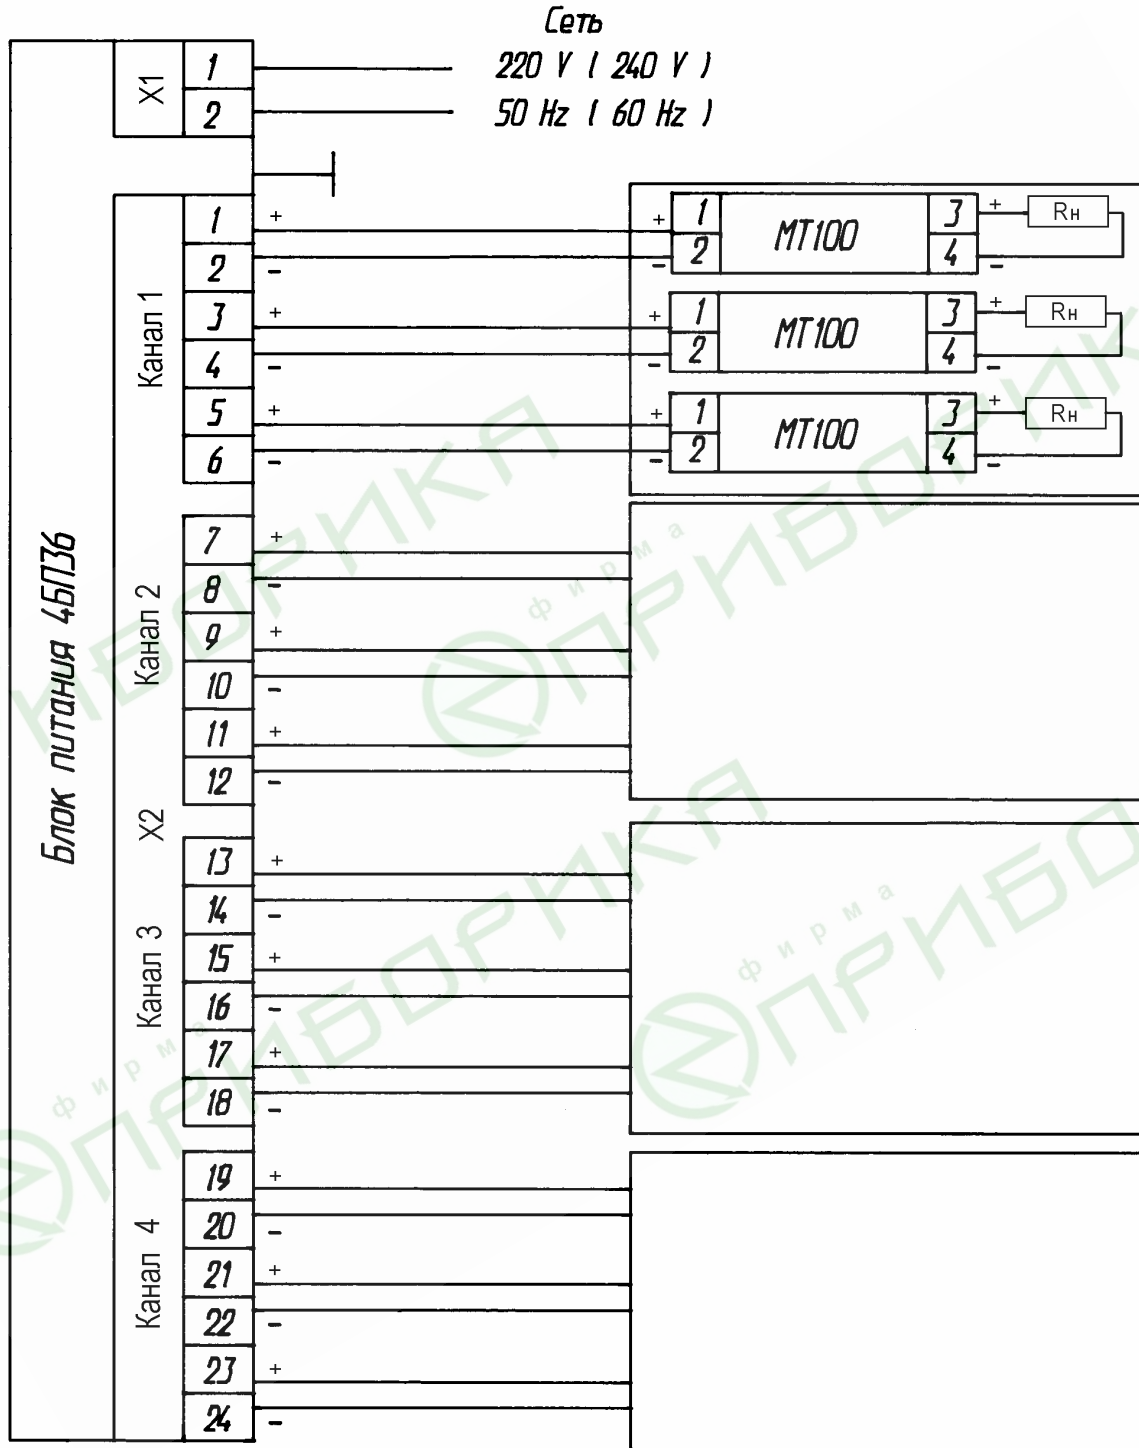 Сеть
220 V ( 240 V )
50 Hz ( 60 Hz )
Блок питания 4БП36
X1
1
2
X2
Канал 1
1 +
2 -
3 +
4 -
5 +
6 -
+ 1 МТ100 3 + Rн
- 2 4 -
+ 1 МТ100 3 + Rн
- 2 4 -
+ 1 МТ100 3 + Rн
- 2 4 -
Канал 2
7 +
8 -
9 +
10 -
11 +
12 -
Канал 3
13 +
14 -
15 +
16 -
17 +
18 -
Канал 4
19 +
20 -
21 +
22 -
23 +
24 -
фирма
ПРИБОРИКА